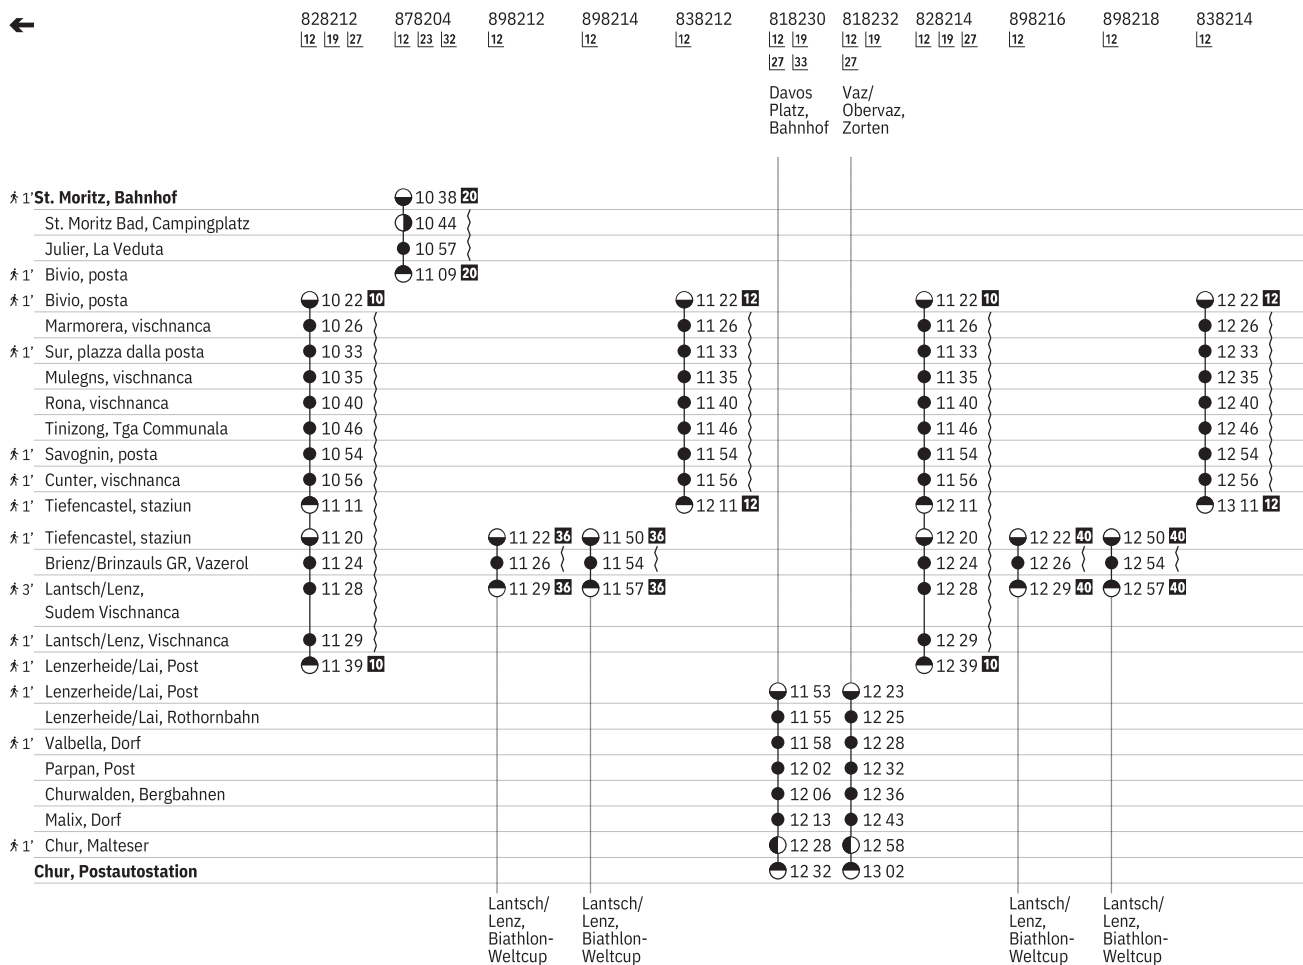 828212 878204 898212 898214 838212 818230 818232 828214 898216 898218 838214
12 19 27 12 23 32 12 12 12 12 19 12 19 12 19 27 12 12 12
27 33 27
Davos Vaz/
Platz, Obervaz,
Bahnhof Zorten
1' St. Moritz, Bahnhof 10 38 20
St. Moritz Bad, Campingplatz 10 44
Julier, La Veduta 10 57
1' Bivio, posta 11 09 20
1' Bivio, posta 10 22 10 11 22 12 11 22 10 12 22 12
Marmorera, vischnanca 10 26 11 26 11 26 12 26
1' Sur, plazza dalla posta 10 33 11 33 11 33 12 33
Mulegns, vischnanca 10 35 11 35 11 35 12 35
Rona, vischnanca 10 40 11 40 11 40 12 40
Tinizong, Tga Communala 10 46 11 46 11 46 12 46
1' Savognin, posta 10 54 11 54 11 54 12 54
1' Cunter, vischnanca 10 56 11 56 11 56 12 56
1' Tiefencastel, staziun 11 11 12 11 12 12 11 13 11 12
1' Tiefencastel, staziun 11 20 11 22 36 11 50 36 12 20 12 22 40 12 50 40
Brienz/Brinzauls GR, Vazerol 11 24 11 26 11 54 12 24 12 26 12 54
3' Lantsch/Lenz, 11 28 11 29 36 11 57 36 12 28 12 29 40 12 57 40
Sudem Vischnanca
1' Lantsch/Lenz, Vischnanca 11 29 12 29
1' Lenzerheide/Lai, Post 11 39 10 12 39 10
1' Lenzerheide/Lai, Post 11 53 12 23
Lenzerheide/Lai, Rothornbahn 11 55 12 25
1' Valbella, Dorf 11 58 12 28
Parpan, Post 12 02 12 32
Churwalden, Bergbahnen 12 06 12 36
Malix, Dorf 12 13 12 43
1' Chur, Malteser 12 28 12 58
Chur, Postautostation 12 32 13 02
Lantsch/ Lantsch/ Lantsch/ Lantsch/
Lenz, Lenz, Lenz, Lenz,
Biathlon- Biathlon- Biathlon- Biathlon-
Weltcup Weltcup Weltcup Weltcup